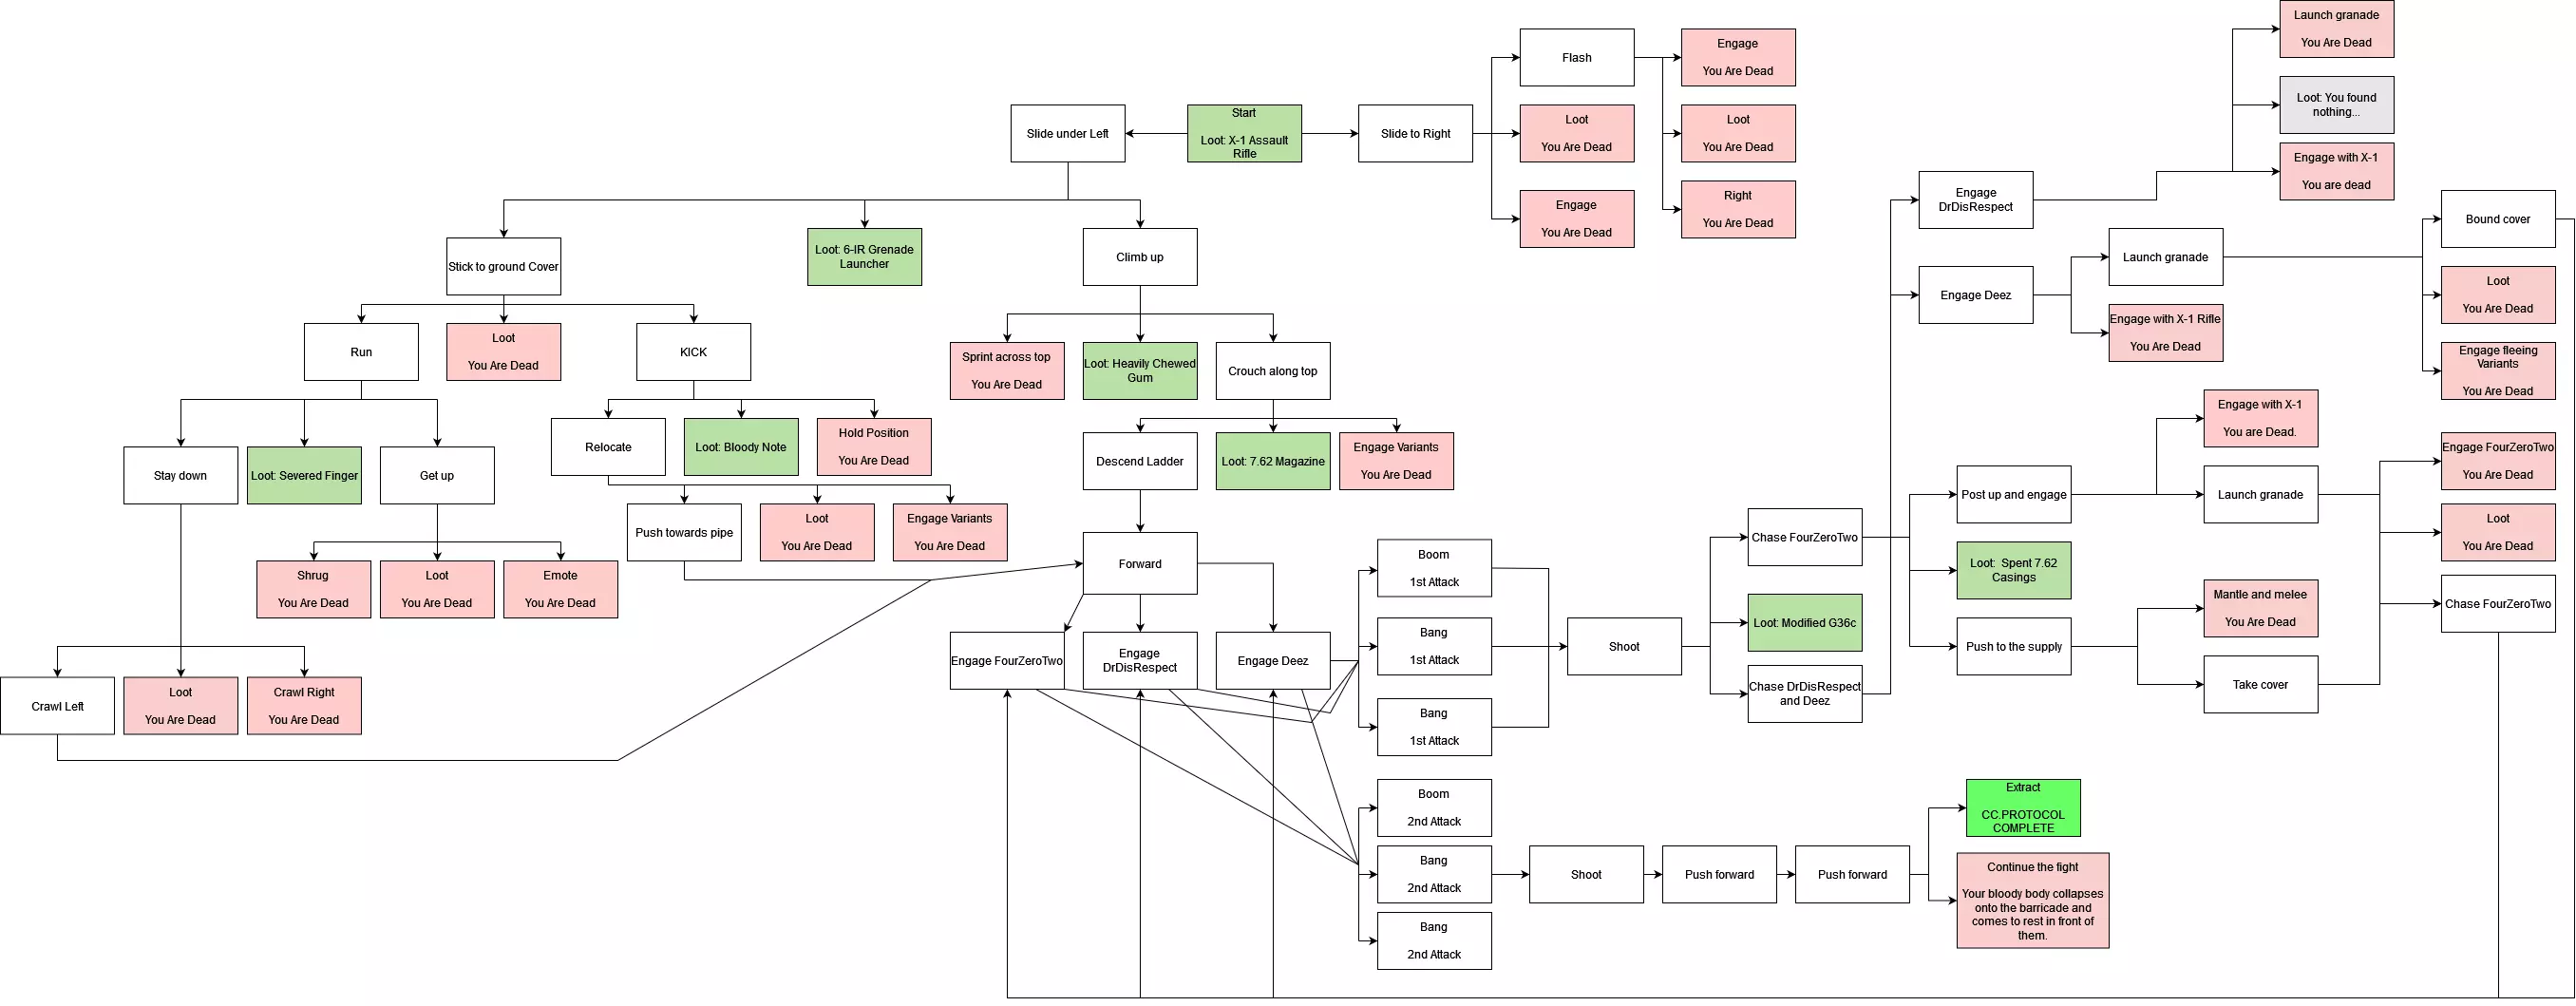 Start
Loot: X-1 Assault
Rifle
Slide under Left
Slide to Right
Flash
Loot
You Are Dead
Engage
You Are Dead
Engage
You Are Dead
Loot
You Are Dead
Right
You Are Dead
Stick to ground Cover
Loot: 6-IR Grenade
Launcher
Climb up
Run
Loot
You Are Dead
KICK
Stay down
Loot: Severed Finger
Get up
Shrug
You Are Dead
Loot
You Are Dead
Emote
You Are Dead
Crawl Left
Loot
You Are Dead
Crawl Right
You Are Dead
Relocate
Loot: Bloody Note
Hold Position
You Are Dead
Push towards pipe
Loot
You Are Dead
Engage Variants
You Are Dead
Sprint across top
You Are Dead
Loot: Heavily Chewed
Gum
Crouch along top
Descend Ladder
Loot: 7.62 Magazine
Engage Variants
You Are Dead
Forward
Engage FourZeroTwo
Engage
DrDisRespect
Engage Deez
Boom
1st Attack
Bang
1st Attack
Bang
1st Attack
Shoot
Chase FourZeroTwo
Loot: Modified G36c
Chase DrDisRespect
and Deez
Engage
DrDisRespect
Launch granade
You Are Dead
Loot: You found
nothing...
Engage with X-1
You are dead
Engage Deez
Launch granade
Engage with X-1 Rifle
You Are Dead
Bound cover
Loot
You Are Dead
Engage fleeing
Variants
You Are Dead
Post up and engage
Loot: Spent 7.62
Casings
Push to the supply
Engage with X-1
You are Dead.
Launch granade
Mantle and melee
You Are Dead
Take cover
Engage FourZeroTwo
You Are Dead
Loot
You Are Dead
Chase FourZeroTwo
Boom
2nd Attack
Bang
2nd Attack
Bang
2nd Attack
Shoot
Push forward
Push forward
Extract
CC.PROTOCOL
COMPLETE
Continue the fight
Your bloody body collapses
onto the barricade and
comes to rest in front of
them.